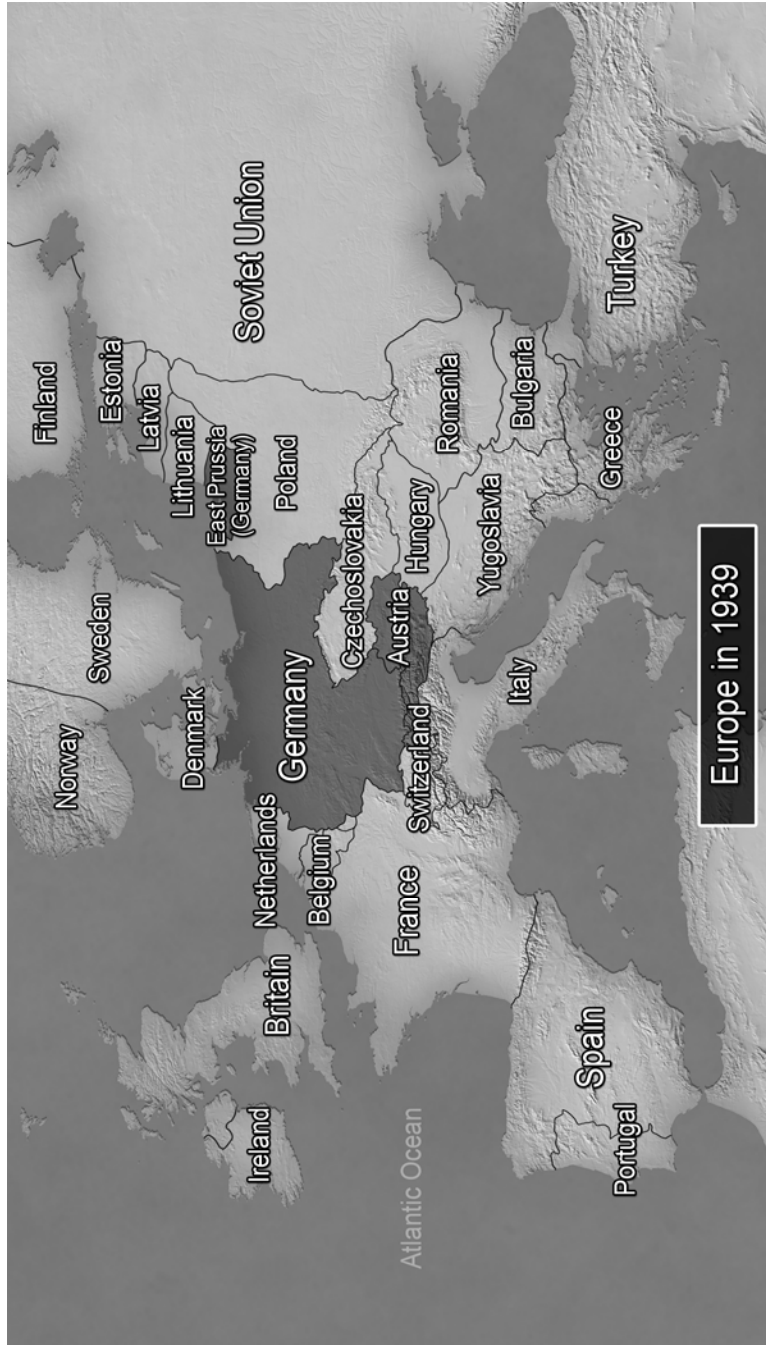 Norway
Sweden
Finland
Estonia
Latvia
Lithuania
East Prussia
(Germany)
Denmark
Soviet Union
Ireland
Britain
Netherlands
Belgium
Germany
Poland
Czechoslovakia
France
Switzerland
Austria
Hungary
Romania
Atlantic Ocean
Yugoslavia
Bulgaria
Italy
Spain
Portugal
Greece
Turkey
Europe in 1939